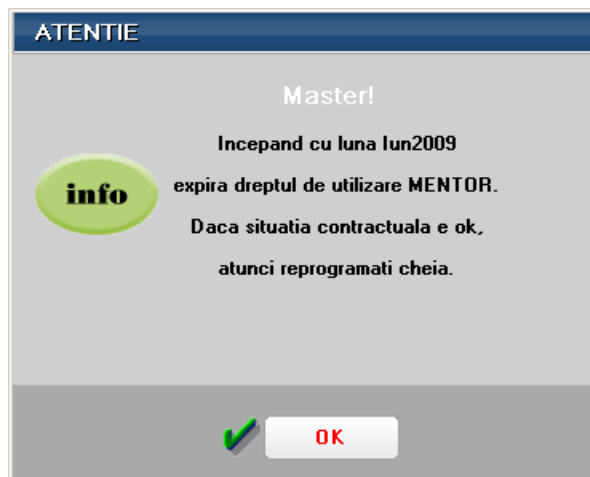 ATENTIE
Master!
Incepand cu luna Iun2009
info
expira dreptul de utilizare MENTOR.
Daca situatia contractuala e ok,
atunci reprogramati cheia.
OK